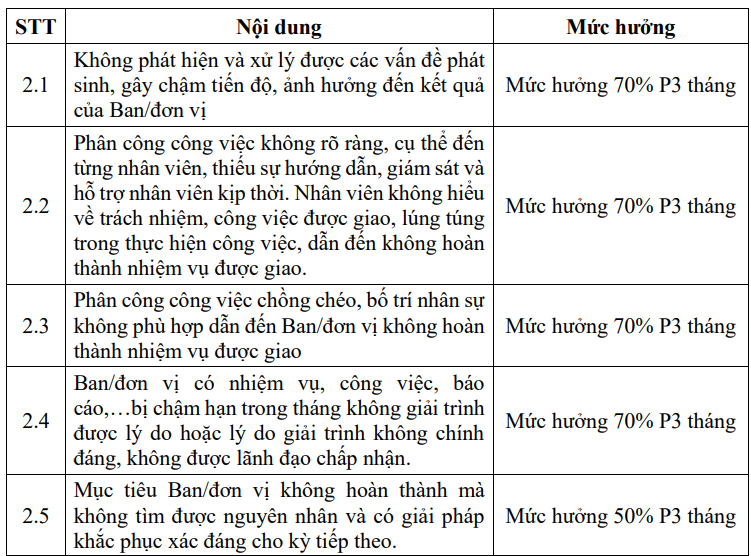 STT Nội dung Mức hưởng
Không phát hiện và xử lý được các vấn đề phát
2.1 sinh, gây chậm tiến độ, ảnh hưởng đến kết quả Mức hưởng 70% P3 tháng
của Ban/đơn vị
Phân công công việc không rõ ràng, cụ thể đến
từng nhân viên, thiếu sự hướng dẫn, giám sát và
2.2 hỗ trợ nhân viên kịp thời. Nhân viên không hiểu Mức hưởng 70% P3 tháng
về trách nhiệm, công việc được giao, lúng túng
trong thực hiện công việc, dẫn đến không hoàn
thành nhiệm vụ được giao.
Phân công công việc chồng chéo, bố trí nhân sự
2.3 không phù hợp dẫn đến Ban/đơn vị không hoàn Mức hưởng 70% P3 tháng
thành nhiệm vụ được giao
Ban/đơn vị có nhiệm vụ, công việc, báo
2.4 cáo,…bị chậm hạn trong tháng không giải trình Mức hưởng 70% P3 tháng
được lý do hoặc lý do giải trình không chính
đáng, không được lãnh đạo chấp nhận.
Mục tiêu Ban/đơn vị không hoàn thành mà
2.5 không tìm được nguyên nhân và có giải pháp Mức hưởng 50% P3 tháng
khắc phục xác đáng cho kỳ tiếp theo.